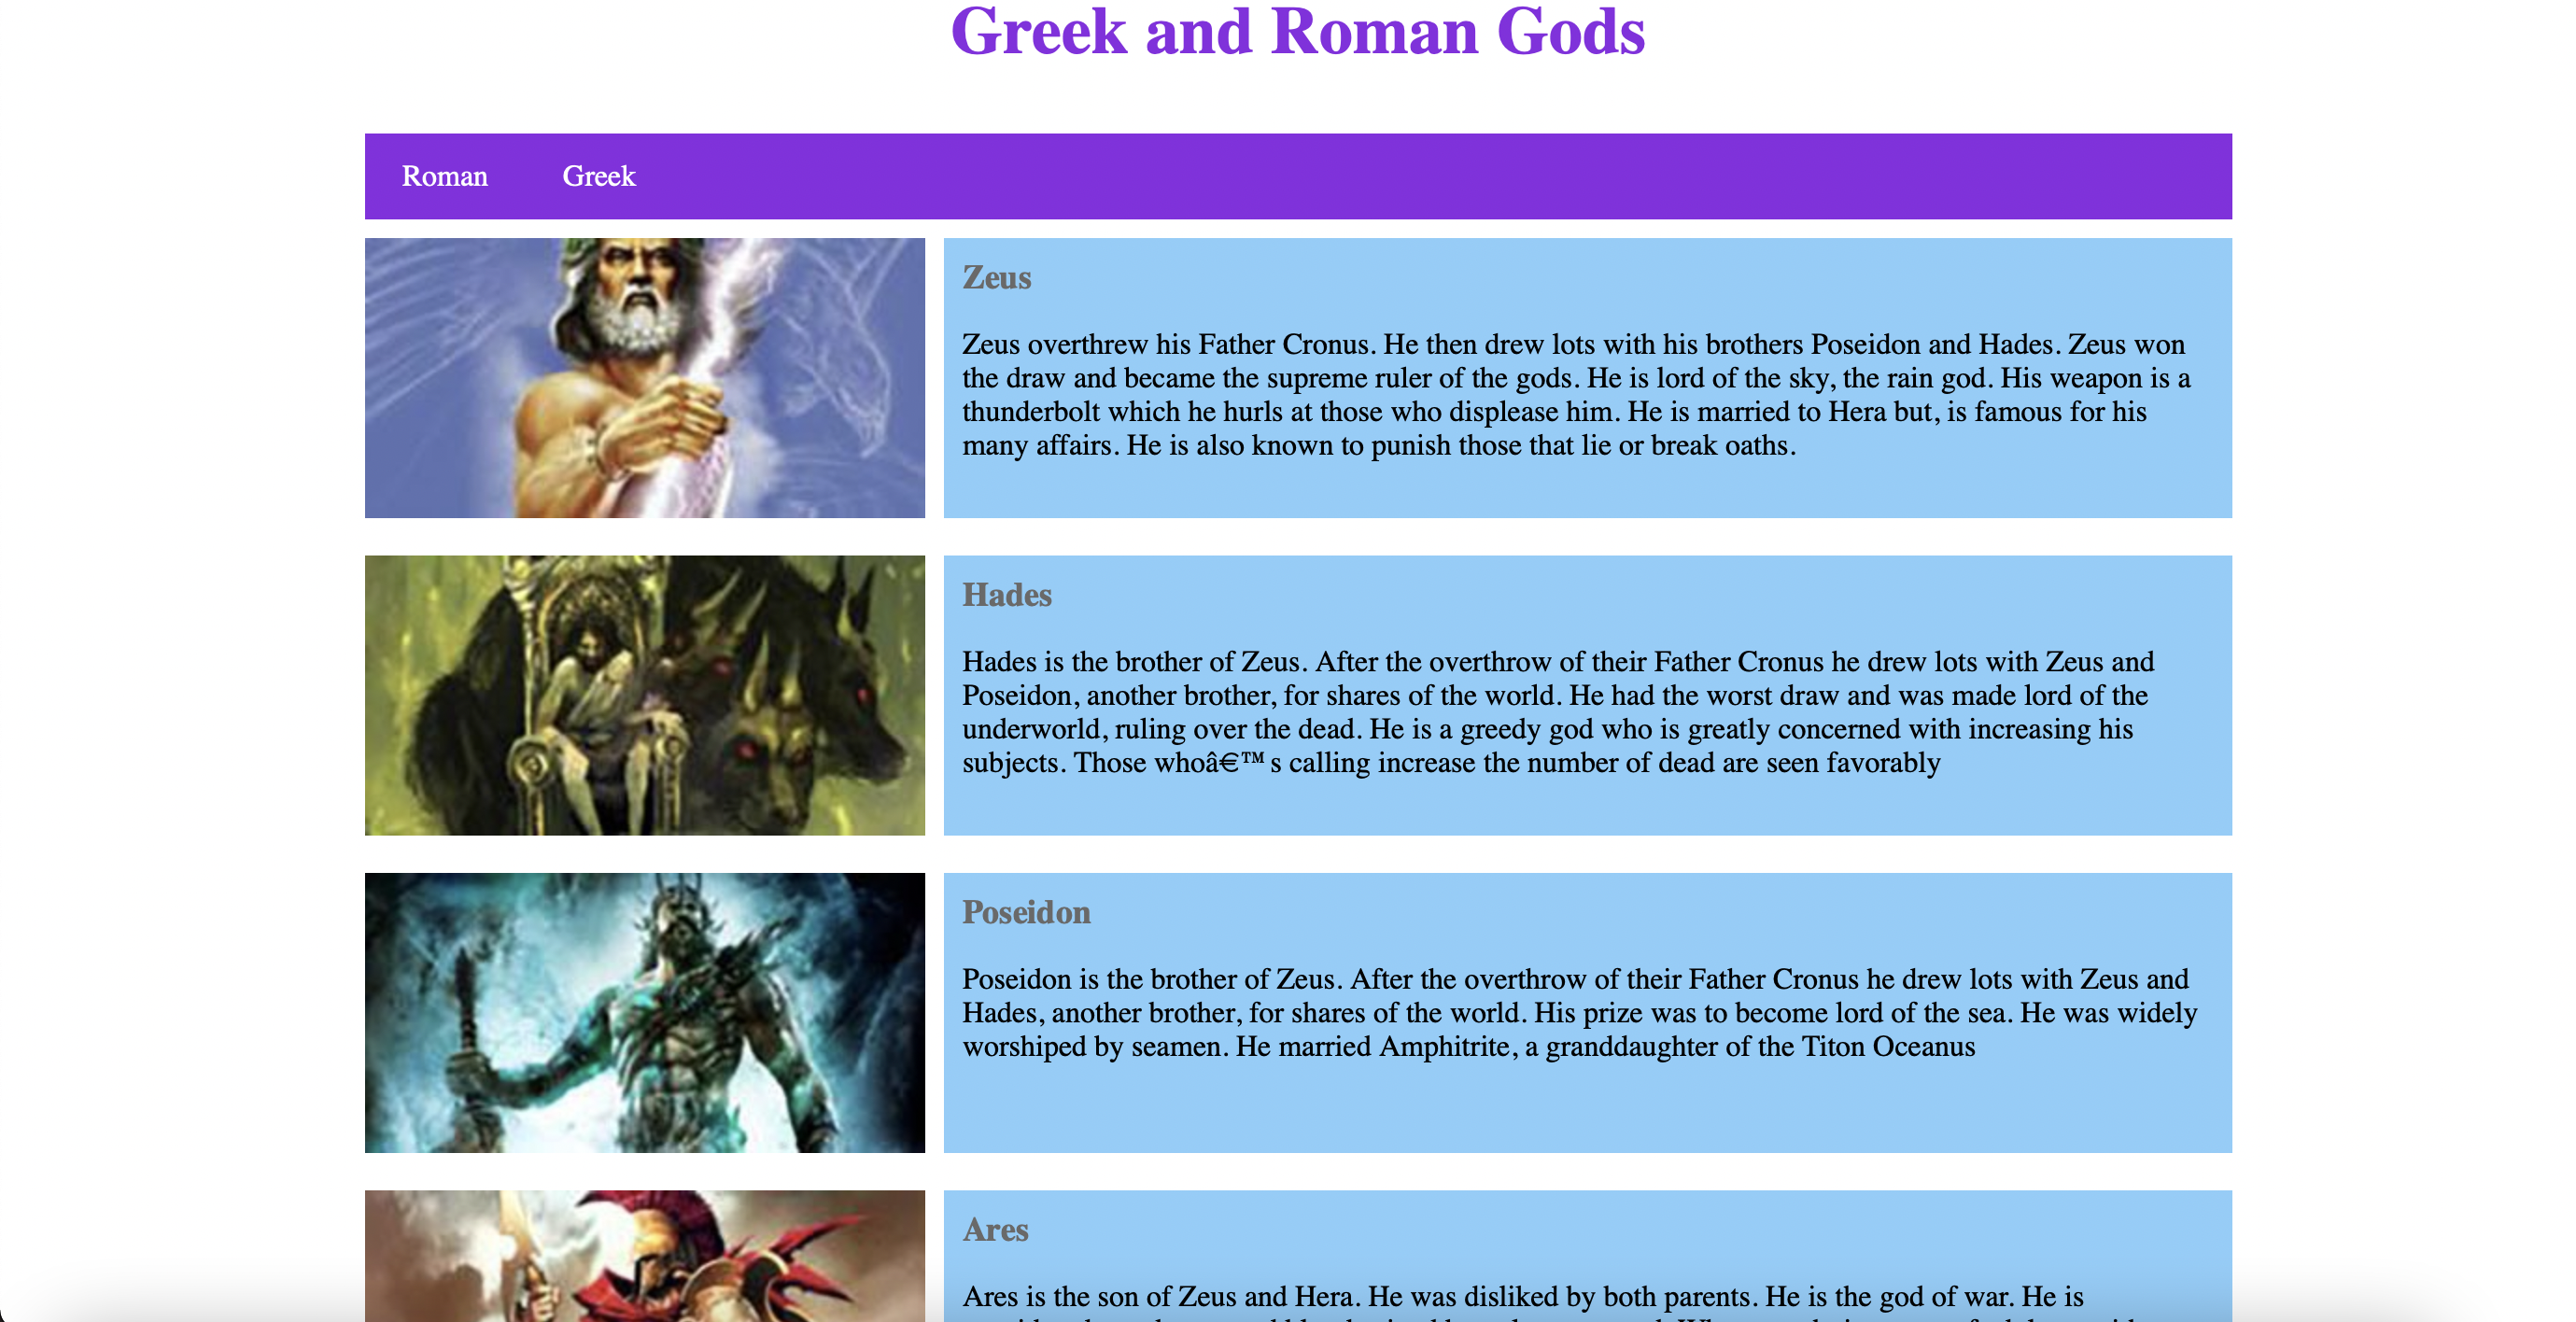 Greek and Roman Gods
Roman Greek
Zeus
Zeus overthrew his Father Cronus. He then drew lots with his brothers Poseidon and Hades. Zeus won
the draw and became the supreme ruler of the gods. He is lord of the sky, the rain god. His weapon is a
thunderbolt which he hurls at those who displease him. He is married to Hera but, is famous for his
many affairs. He is also known to punish those that lie or break oaths.
Hades
Hades is the brother of Zeus. After the overthrow of their Father Cronus he drew lots with Zeus and
Poseidon, another brother, for shares of the world. He had the worst draw and was made lord of the
underworld, ruling over the dead. He is a greedy god who is greatly concerned with increasing his
subjects. Those whoâ€™s calling increase the number of dead are seen favorably
Poseidon
Poseidon is the brother of Zeus. After the overthrow of their Father Cronus he drew lots with Zeus and
Hades, another brother, for shares of the world. His prize was to become lord of the sea. He was widely
worshiped by seamen. He married Amphitrite, a granddaughter of the Titon Oceanus
Ares
Ares is the son of Zeus and Hera. He was disliked by both parents. He is the god of war. He is